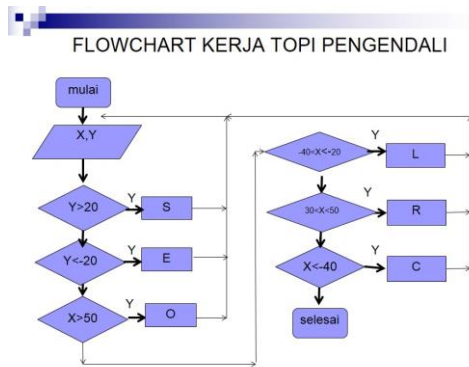 FLOWCHART KERJA TOPI PENGENDALI
mulai
X,Y
Y>20
Y
S
Y<-20
Y
E
X>50
Y
O
-40<X<-20
Y
L
30<X<50
Y
R
X<-40
Y
C
selesai